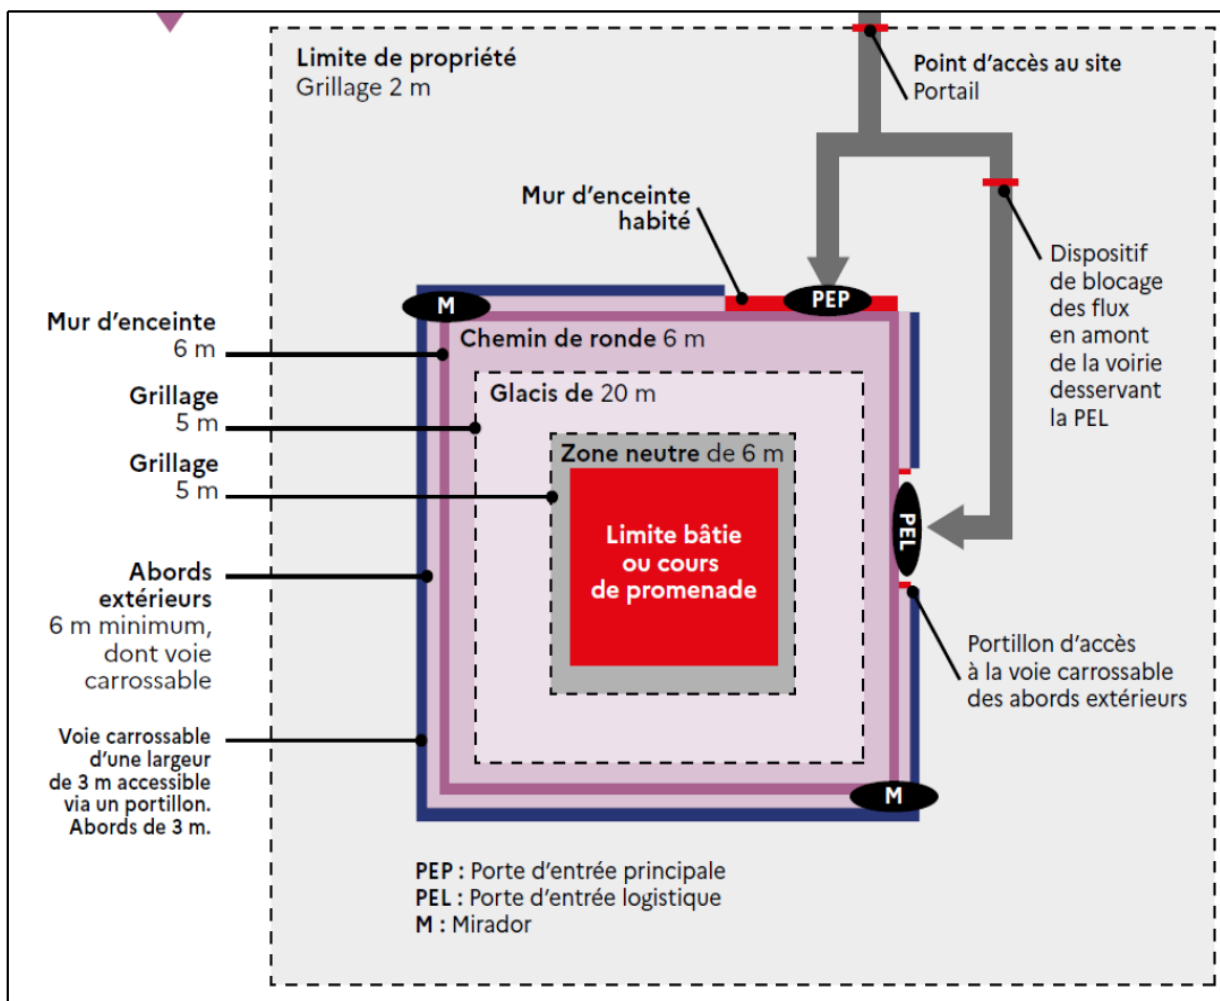 Limite de propriété
Grillage 2 m
Point d'accès au site
Portail
Mur d'enceinte
habité
Dispositif
de blocage
des flux
en amont
de la voirie
desservant
la PEL
PEP
M
Mur d'enceinte
6 m
Chemin de ronde 6 m
Grillage
5 m
Glacis de 20 m
Grillage
5 m
Zone neutre de 6 m
Limite bâtie
ou cours
de promenade
PEL
Abords
extérieurs
6 m minimum,
dont voie
carrossable
Portillon d'accès
à la voie carrossable
des abords extérieurs
Voie carrossable
d'une largeur
de 3 m accessible
via un portillon.
Abords de 3 m.
M
PEP : Porte d'entrée principale
PEL : Porte d'entrée logistique
M : Mirador